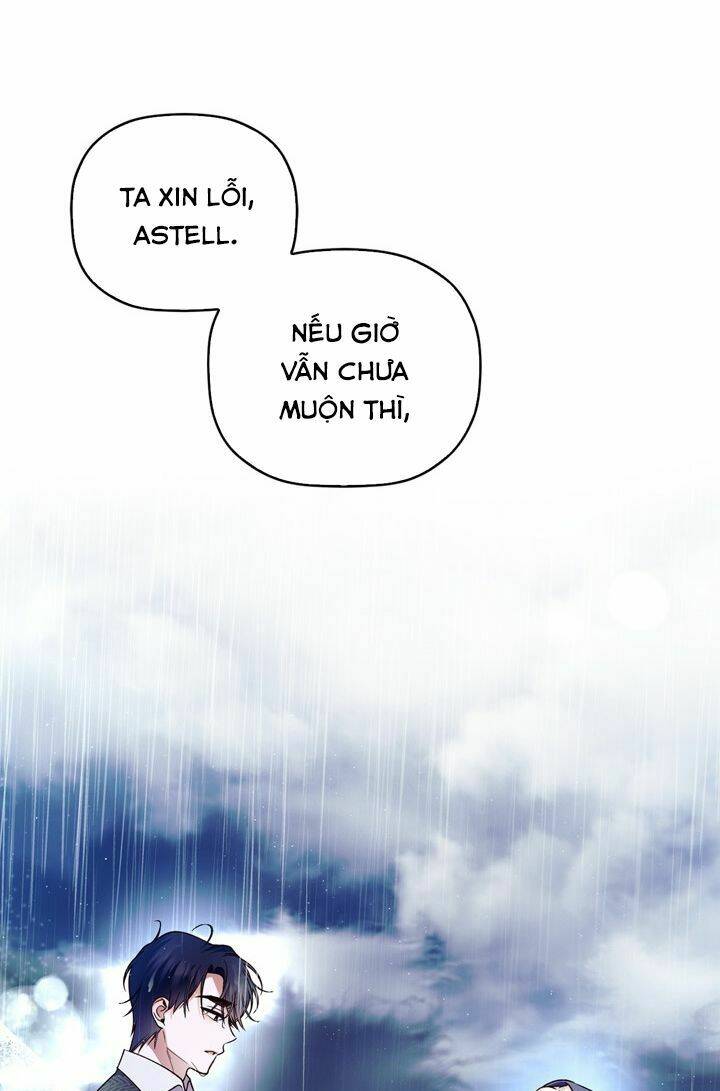 TA XIN LỖI,
ASTELL.
NẾU GIỜ
VẪN CHƯA
MUỘN THÌ,